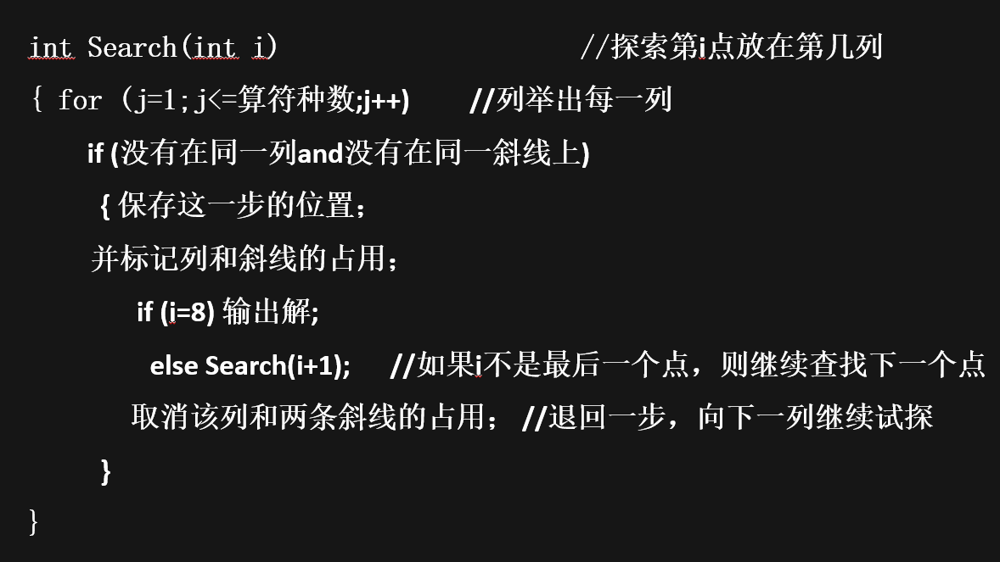 int Search(int i) //探索第i点放在第几列
{ for (j=1;j<=算符种数;j++) //列举出每一列
if (没有在同一列and没有在同一斜线上)
{ 保存这一步的位置；
并标记列和斜线的占用；
if (i=8) 输出解;
else Search(i+1); //如果i不是最后一个点，则继续查找下一个点
取消该列和两条斜线的占用； //退回一步，向下一列继续试探
}
}